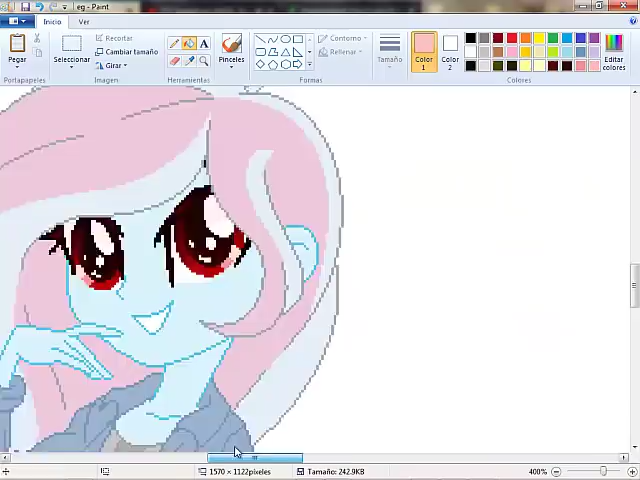 eg - Paint
Inicio Ver
Pegar
Portapapeles
Seleccionar
Recortar
Cambiar tamaño
Girar
Imagen
A
Herramientas
Pinceles
Contorno
Rellenar
Formas
Tamaño
Color 1
Color 2
Editar colores
Colores
1570 × 1122píxeles
Tamaño: 242.9KB
400%